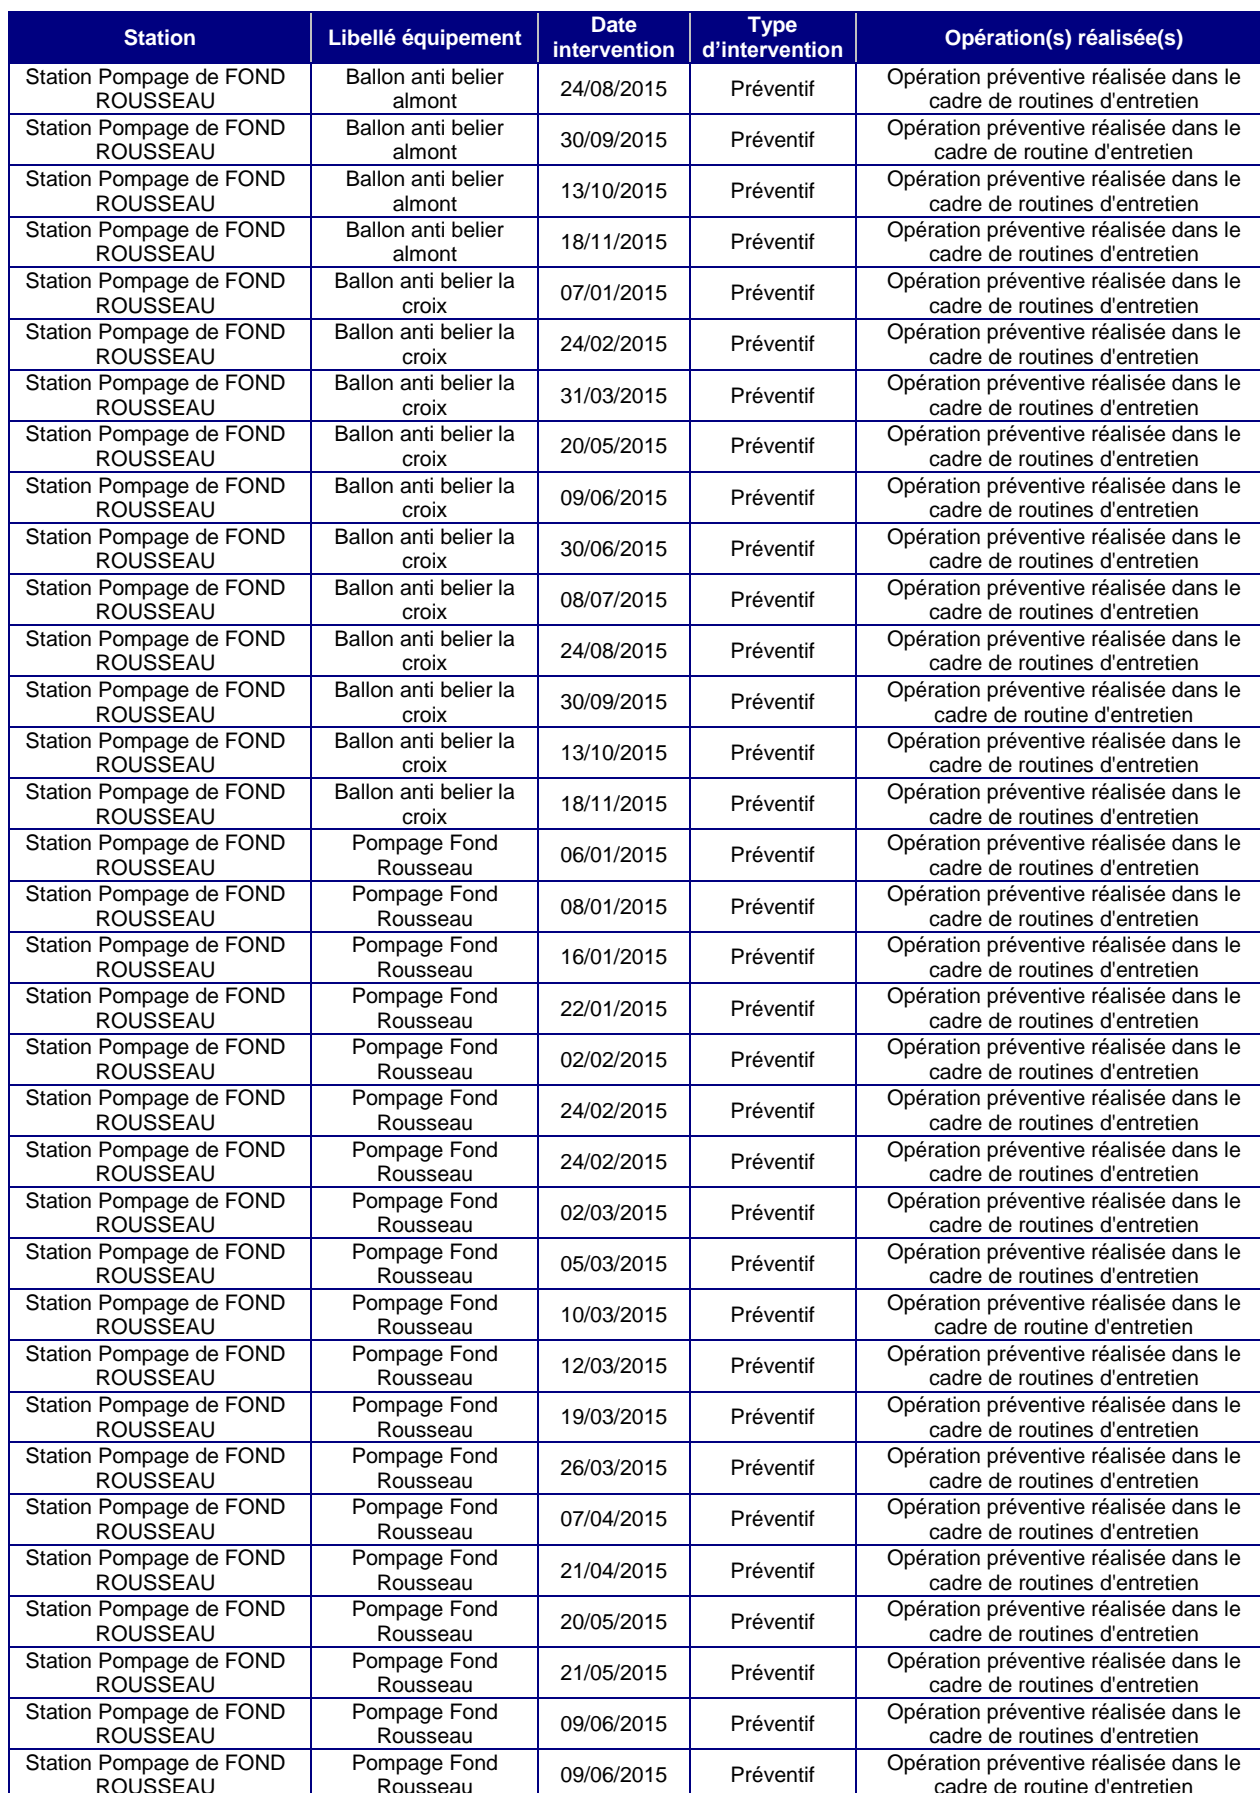 Station Libellé équipement Date intervention Type d'intervention Opération(s) réalisée(s)
Station Pompage de FOND ROUSSEAU Ballon anti belier almont 24/08/2015 Préventif Opération préventive réalisée dans le cadre de routines d'entretien
Station Pompage de FOND ROUSSEAU Ballon anti belier almont 30/09/2015 Préventif Opération préventive réalisée dans le cadre de routine d'entretien
Station Pompage de FOND ROUSSEAU Ballon anti belier almont 13/10/2015 Préventif Opération préventive réalisée dans le cadre de routines d'entretien
Station Pompage de FOND ROUSSEAU Ballon anti belier almont 18/11/2015 Préventif Opération préventive réalisée dans le cadre de routines d'entretien
Station Pompage de FOND ROUSSEAU Ballon anti belier la croix 07/01/2015 Préventif Opération préventive réalisée dans le cadre de routines d'entretien
Station Pompage de FOND ROUSSEAU Ballon anti belier la croix 24/02/2015 Préventif Opération préventive réalisée dans le cadre de routines d'entretien
Station Pompage de FOND ROUSSEAU Ballon anti belier la croix 31/03/2015 Préventif Opération préventive réalisée dans le cadre de routines d'entretien
Station Pompage de FOND ROUSSEAU Ballon anti belier la croix 20/05/2015 Préventif Opération préventive réalisée dans le cadre de routines d'entretien
Station Pompage de FOND ROUSSEAU Ballon anti belier la croix 09/06/2015 Préventif Opération préventive réalisée dans le cadre de routines d'entretien
Station Pompage de FOND ROUSSEAU Ballon anti belier la croix 30/06/2015 Préventif Opération préventive réalisée dans le cadre de routines d'entretien
Station Pompage de FOND ROUSSEAU Ballon anti belier la croix 08/07/2015 Préventif Opération préventive réalisée dans le cadre de routines d'entretien
Station Pompage de FOND ROUSSEAU Ballon anti belier la croix 24/08/2015 Préventif Opération préventive réalisée dans le cadre de routines d'entretien
Station Pompage de FOND ROUSSEAU Ballon anti belier la croix 30/09/2015 Préventif Opération préventive réalisée dans le cadre de routine d'entretien
Station Pompage de FOND ROUSSEAU Ballon anti belier la croix 13/10/2015 Préventif Opération préventive réalisée dans le cadre de routines d'entretien
Station Pompage de FOND ROUSSEAU Ballon anti belier la croix 18/11/2015 Préventif Opération préventive réalisée dans le cadre de routines d'entretien
Station Pompage de FOND ROUSSEAU Pompage Fond Rousseau 06/01/2015 Préventif Opération préventive réalisée dans le cadre de routines d'entretien
Station Pompage de FOND ROUSSEAU Pompage Fond Rousseau 08/01/2015 Préventif Opération préventive réalisée dans le cadre de routines d'entretien
Station Pompage de FOND ROUSSEAU Pompage Fond Rousseau 16/01/2015 Préventif Opération préventive réalisée dans le cadre de routines d'entretien
Station Pompage de FOND ROUSSEAU Pompage Fond Rousseau 22/01/2015 Préventif Opération préventive réalisée dans le cadre de routines d'entretien
Station Pompage de FOND ROUSSEAU Pompage Fond Rousseau 02/02/2015 Préventif Opération préventive réalisée dans le cadre de routines d'entretien
Station Pompage de FOND ROUSSEAU Pompage Fond Rousseau 24/02/2015 Préventif Opération préventive réalisée dans le cadre de routines d'entretien
Station Pompage de FOND ROUSSEAU Pompage Fond Rousseau 24/02/2015 Préventif Opération préventive réalisée dans le cadre de routines d'entretien
Station Pompage de FOND ROUSSEAU Pompage Fond Rousseau 02/03/2015 Préventif Opération préventive réalisée dans le cadre de routines d'entretien
Station Pompage de FOND ROUSSEAU Pompage Fond Rousseau 05/03/2015 Préventif Opération préventive réalisée dans le cadre de routines d'entretien
Station Pompage de FOND ROUSSEAU Pompage Fond Rousseau 10/03/2015 Préventif Opération préventive réalisée dans le cadre de routine d'entretien
Station Pompage de FOND ROUSSEAU Pompage Fond Rousseau 12/03/2015 Préventif Opération préventive réalisée dans le cadre de routines d'entretien
Station Pompage de FOND ROUSSEAU Pompage Fond Rousseau 19/03/2015 Préventif Opération préventive réalisée dans le cadre de routines d'entretien
Station Pompage de FOND ROUSSEAU Pompage Fond Rousseau 26/03/2015 Préventif Opération préventive réalisée dans le cadre de routines d'entretien
Station Pompage de FOND ROUSSEAU Pompage Fond Rousseau 07/04/2015 Préventif Opération préventive réalisée dans le cadre de routines d'entretien
Station Pompage de FOND ROUSSEAU Pompage Fond Rousseau 21/04/2015 Préventif Opération préventive réalisée dans le cadre de routines d'entretien
Station Pompage de FOND ROUSSEAU Pompage Fond Rousseau 20/05/2015 Préventif Opération préventive réalisée dans le cadre de routines d'entretien
Station Pompage de FOND ROUSSEAU Pompage Fond Rousseau 21/05/2015 Préventif Opération préventive réalisée dans le cadre de routines d'entretien
Station Pompage de FOND ROUSSEAU Pompage Fond Rousseau 09/06/2015 Préventif Opération préventive réalisée dans le cadre de routines d'entretien
Station Pompage de FOND ROUSSEAU Pompage Fond Rousseau 09/06/2015 Préventif Opération préventive réalisée dans le cadre de routine d'entretien